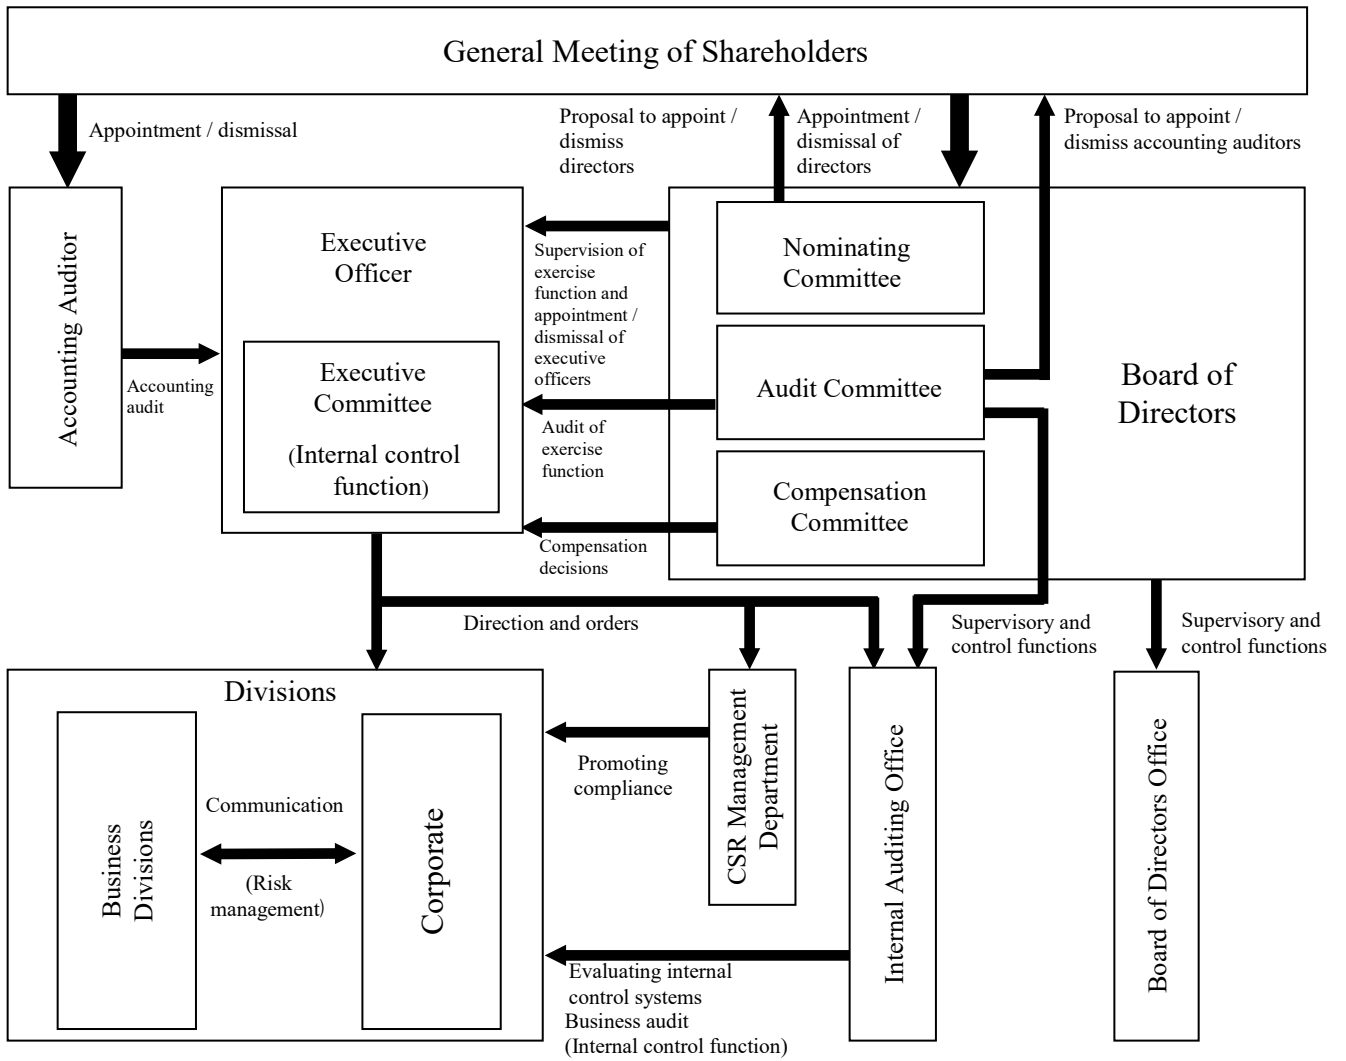 General Meeting of Shareholders
Appointment / dismissal
Proposal to appoint /
dismiss
directors
Appointment /
dismissal of
directors
Proposal to appoint /
dismiss accounting auditors
Accounting Auditor
Accounting
audit
Executive
Officer
Executive
Committee
(Internal control
function)
Supervision of
exercise
function and
appointment /
dismissal of
executive
officers
Audit of
exercise
function
Compensation
decisions
Nominating
Committee
Audit Committee
Compensation
Committee
Board of
Directors
Direction and orders
Supervisory and
control functions
Supervisory and
control functions
Divisions
Business
Divisions
Communication
(Risk
management)
Corporate
Promoting
compliance
CSR Management
Department
Internal Auditing Office
Board of Directors Office
Evaluating internal
control systems
Business audit
(Internal control function)